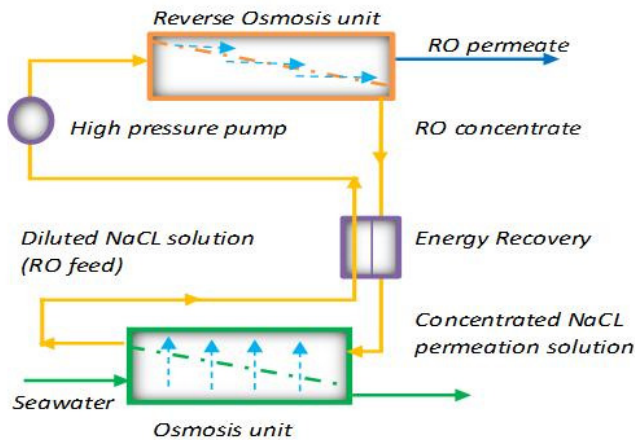 Reverse Osmosis unit
RO permeate
High pressure pump
RO concentrate
Diluted NaCL solution
(RO feed)
Energy Recovery
Concentrated NaCL
permeation solution
Seawater
Osmosis unit